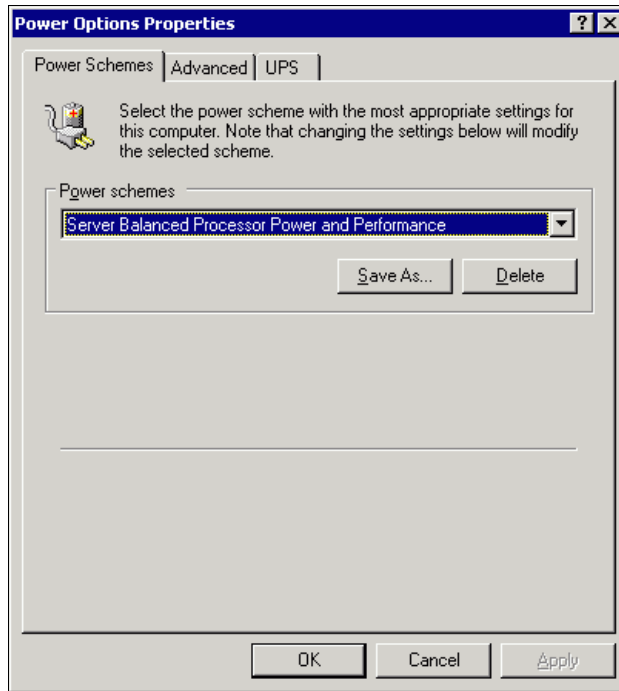 Power Options Properties
Power Schemes
Advanced
UPS
Select the power scheme with the most appropriate settings for
this computer. Note that changing the settings below will modify
the selected scheme.
Power schemes
Server Balanced Processor Power and Performance
Save As...
Delete
OK
Cancel
Apply